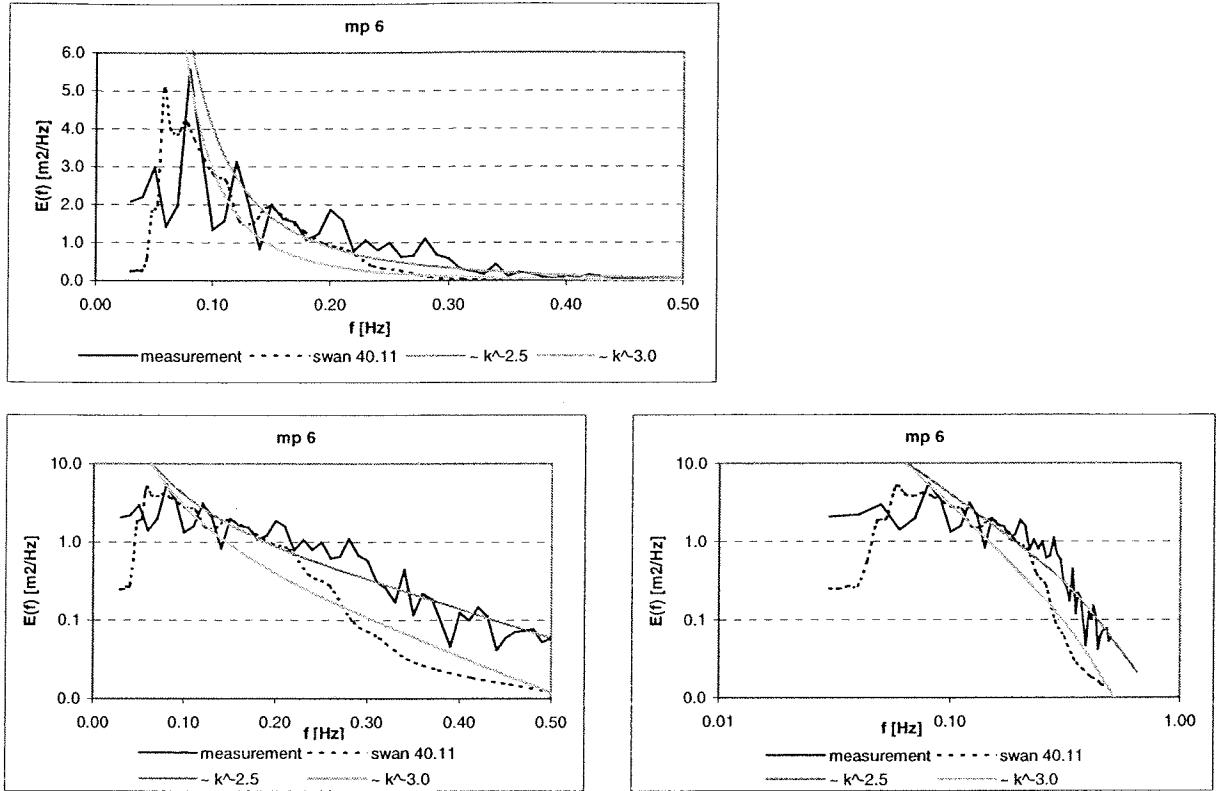 mp 6
6.0
5.0
4.0
3.0
2.0
1.0
0.0
E(f) [m2/Hz]
0.00 0.10 0.20 0.30 0.40 0.50
f [Hz]
measurement swan 40.11 ~ k^-2.5 ~ k^-3.0
mp 6
10.0
1.0
0.1
0.0
E(f) [m2/Hz]
0.00 0.10 0.20 0.30 0.40 0.50
f [Hz]
measurement swan 40.11
~ k^-2.5 ~ k^-3.0
mp 6
10.0
1.0
0.1
0.0
E(f) [m2/Hz]
0.01 0.10 1.00
f [Hz]
measurement swan 40.11
~ k^-2.5 ~ k^-3.0